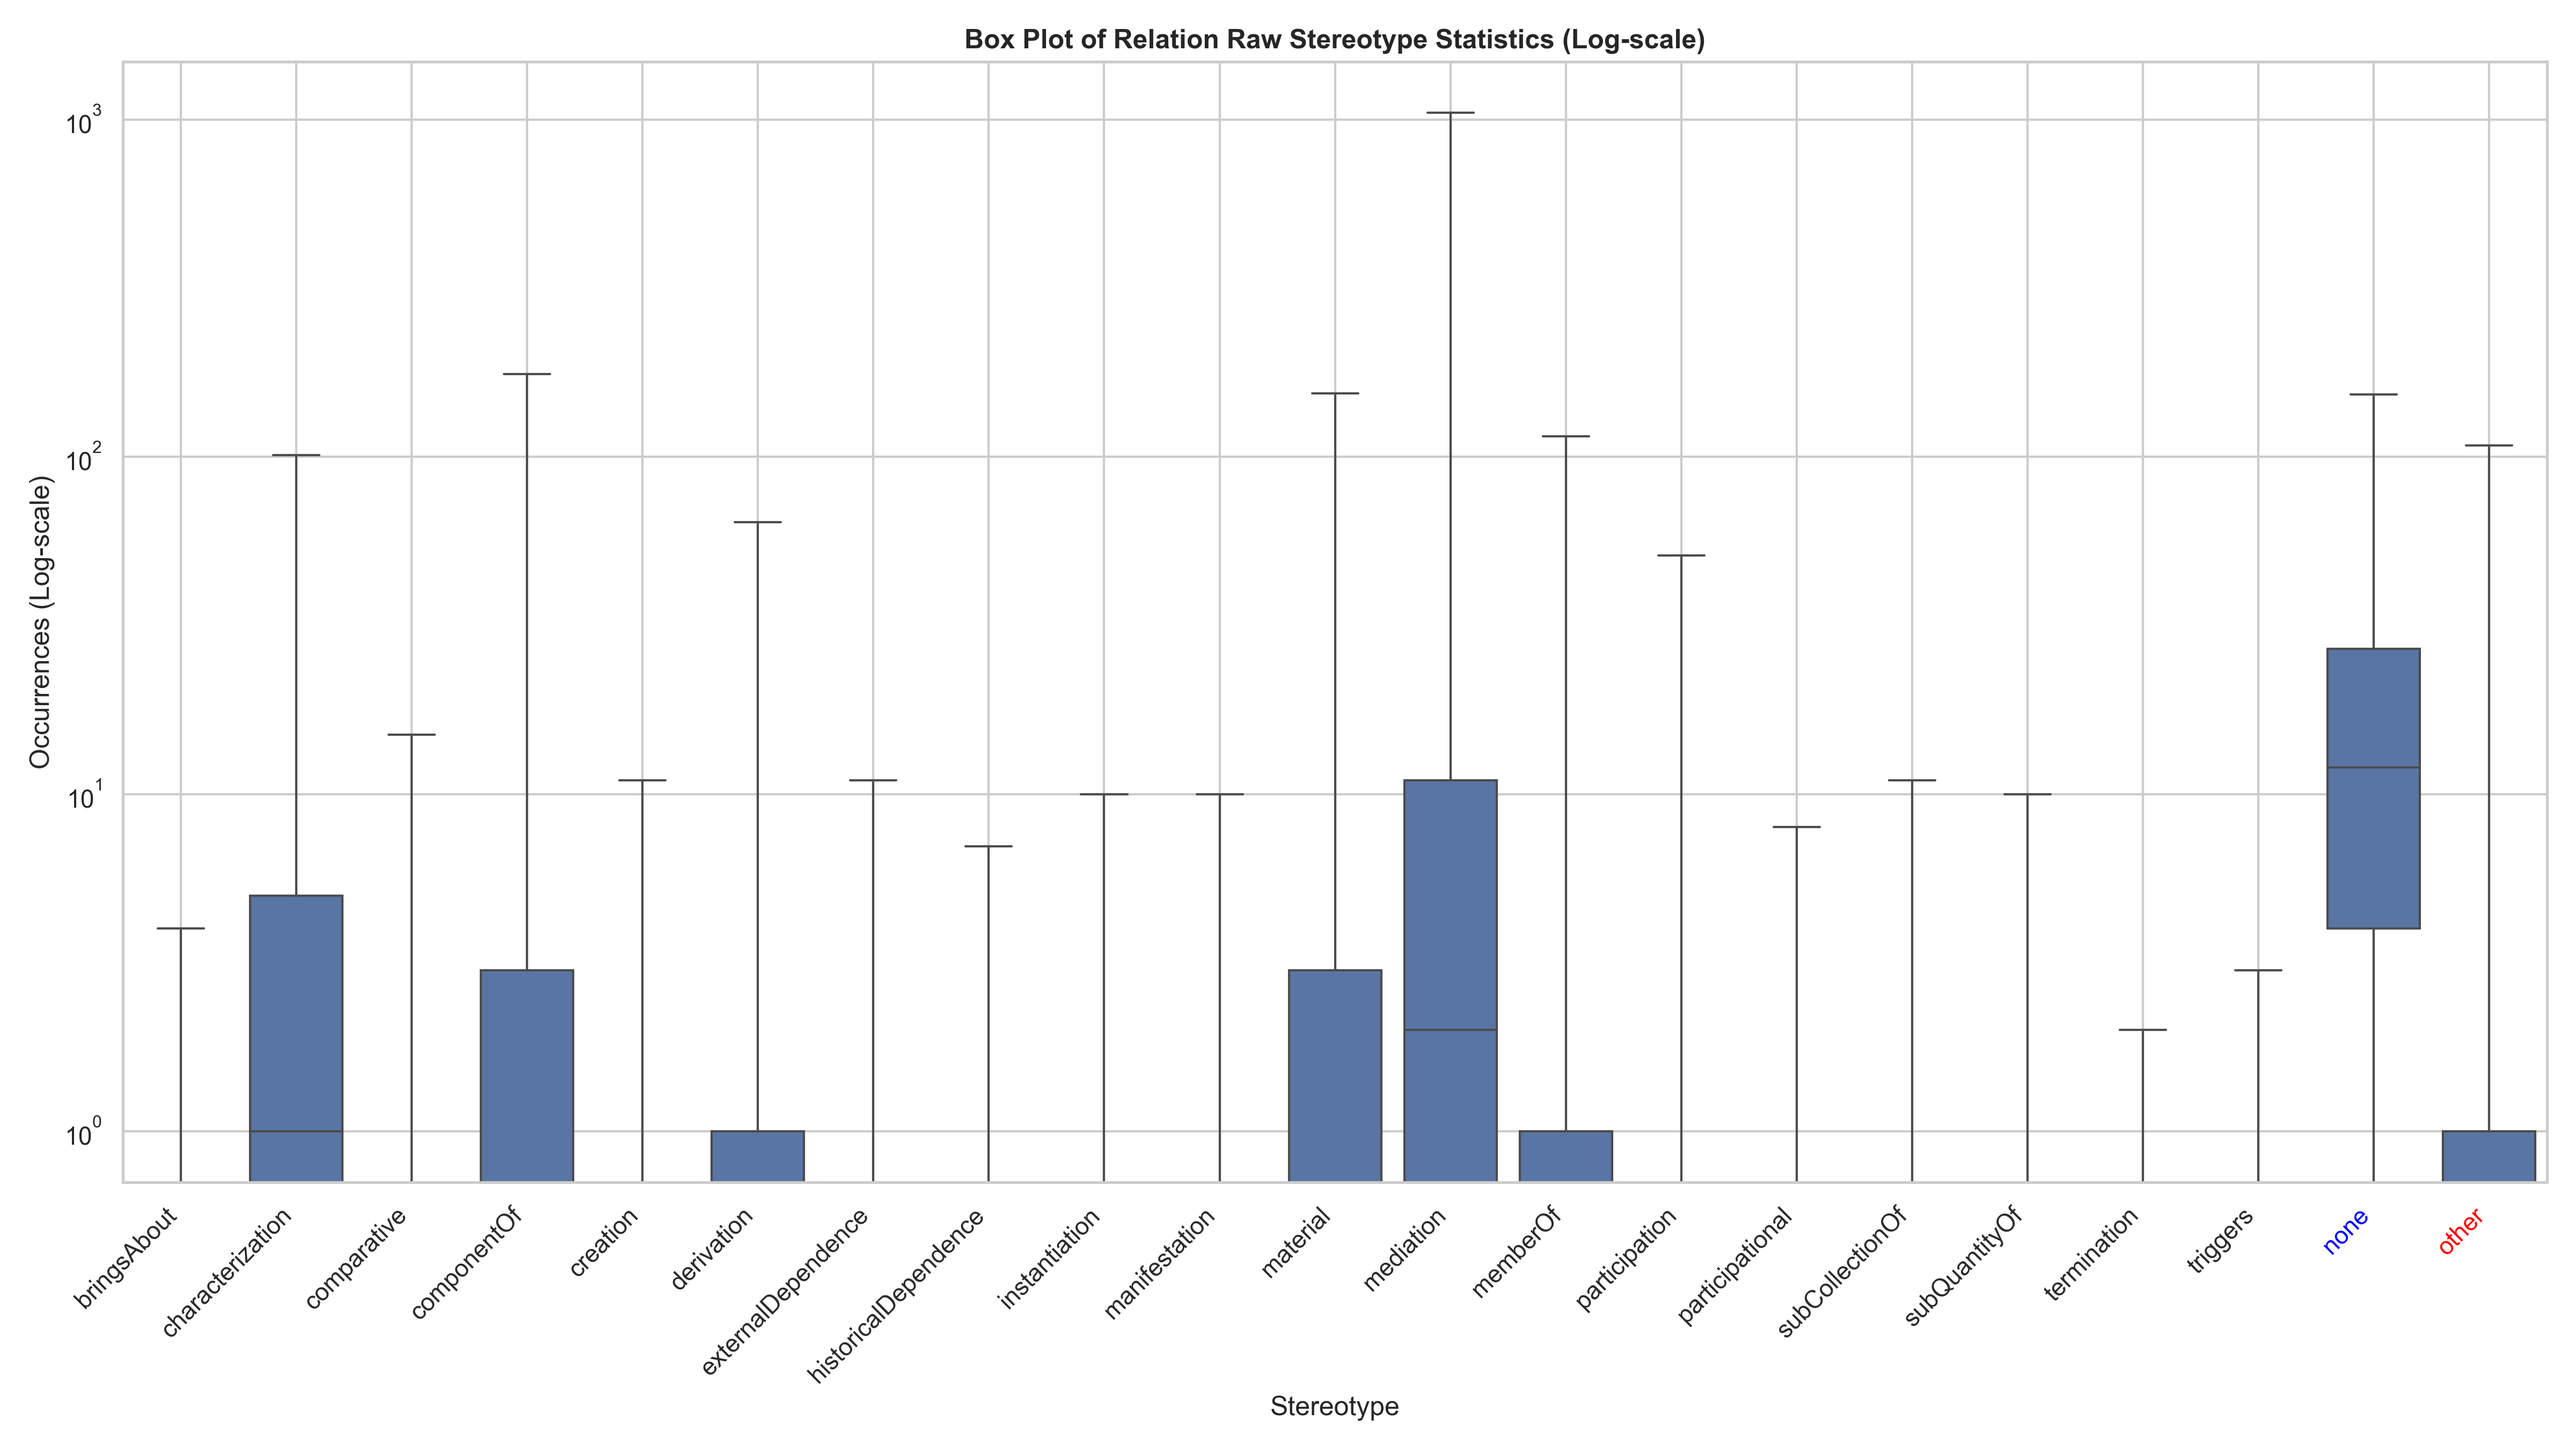 Box Plot of Relation Raw Stereotype Statistics (Log-scale)
Occurrences (Log-scale)
10³
10²
10¹
10⁰
bringsAbout
characterization
comparative
componentOf
creation
derivation
externalDependence
historicalDependence
instantiation
manifestation
material
mediation
memberOf
participation
participational
subCollectionOf
subQuantityOf
termination
triggers
none
other
Stereotype